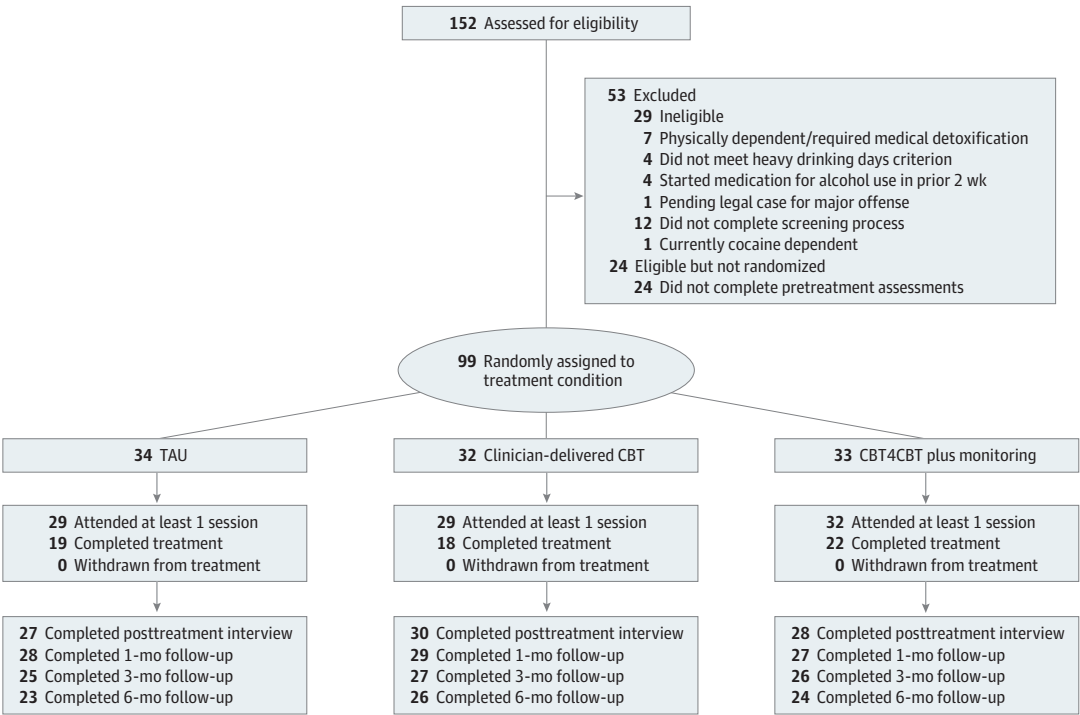 152 Assessed for eligibility
53 Excluded
29 Ineligible
7 Physically dependent/required medical detoxification
4 Did not meet heavy drinking days criterion
4 Started medication for alcohol use in prior 2 wk
1 Pending legal case for major offense
12 Did not complete screening process
1 Currently cocaine dependent
24 Eligible but not randomized
24 Did not complete pretreatment assessments
99 Randomly assigned to
treatment condition
34 TAU
29 Attended at least 1 session
19 Completed treatment
0 Withdrawn from treatment
27 Completed posttreatment interview
28 Completed 1-mo follow-up
25 Completed 3-mo follow-up
23 Completed 6-mo follow-up
32 Clinician-delivered CBT
29 Attended at least 1 session
18 Completed treatment
0 Withdrawn from treatment
30 Completed posttreatment interview
29 Completed 1-mo follow-up
27 Completed 3-mo follow-up
26 Completed 6-mo follow-up
33 CBT4CBT plus monitoring
32 Attended at least 1 session
22 Completed treatment
0 Withdrawn from treatment
28 Completed posttreatment interview
27 Completed 1-mo follow-up
26 Completed 3-mo follow-up
24 Completed 6-mo follow-up